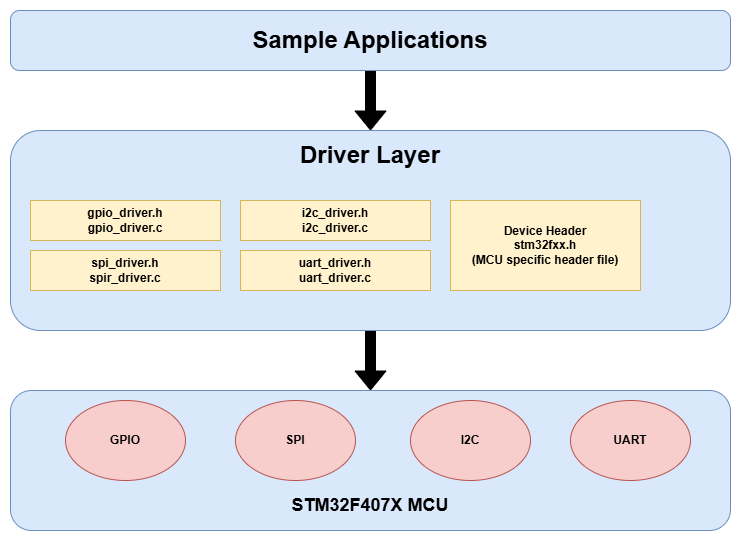 Sample Applications
Driver Layer
gpio_driver.h
gpio_driver.c
i2c_driver.h
i2c_driver.c
Device Header
stm32fxx.h
(MCU specific header file)
spi_driver.h
spir_driver.c
uart_driver.h
uart_driver.c
GPIO
SPI
I2C
UART
STM32F407X MCU